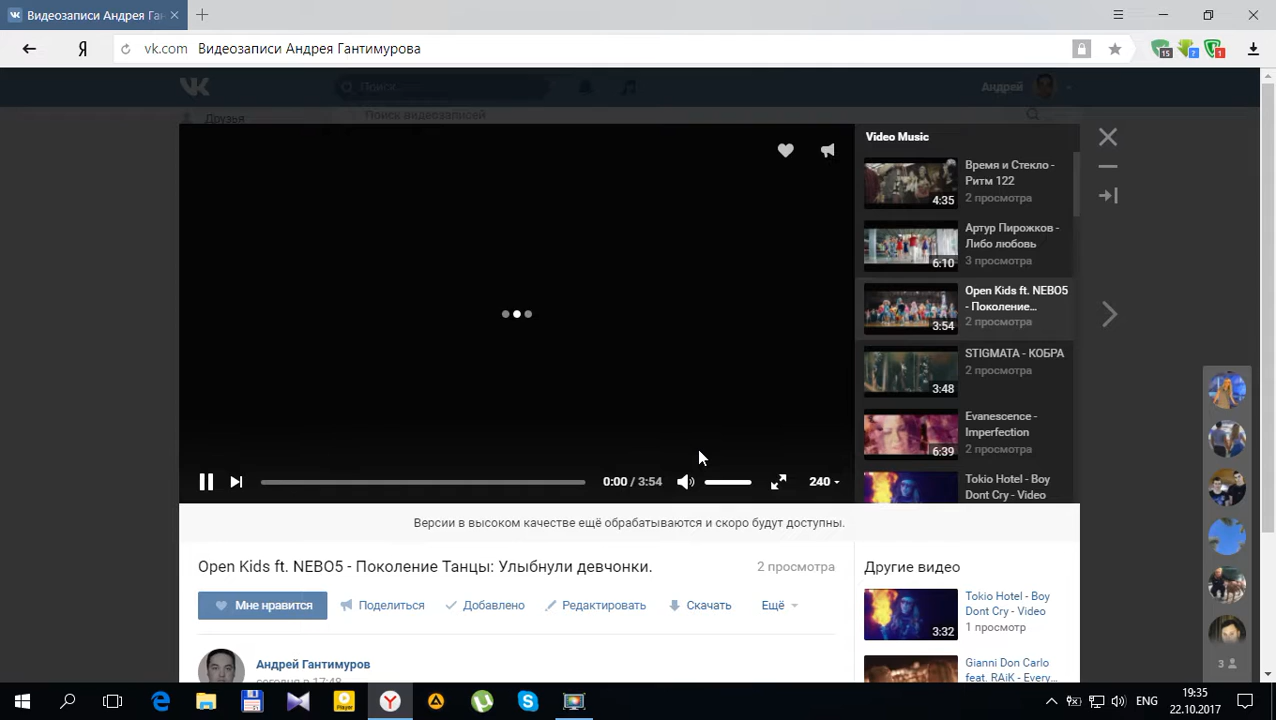 Видеозаписи Андрея Ган
Я
vk.com Видеозаписи Андрея Гантимурова
15
?
1
Поиск
Андрей
Друзья
Поиск видеозаписей
Video Music
Время и Стекло -
Ритм 122
2 просмотра
4:35
Артур Пирожков -
Либо любовь
3 просмотра
6:10
Open Kids ft. NEBO5
- Поколение...
2 просмотра
3:54
STIGMATA - КОБРА
2 просмотра
3:48
Evanescence -
Imperfection
2 просмотра
6:39
Tokio Hotel - Boy
Dont Cry - Video
0:00 / 3:54
240
Версии в высоком качестве ещё обрабатываются и скоро будут доступны.
Open Kids ft. NEBO5 - Поколение Танцы: Улыбнули девчонки.
2 просмотра
Мне нравится
Поделиться
Добавлено
Редактировать
Скачать
Ещё
Андрей Гантимуров
сегодня в 17:48
Другие видео
Tokio Hotel - Boy
Dont Cry - Video
1 просмотр
3:32
Gianni Don Carlo
feat. RAiK - Every...
3
Player
ENG
19:35
22.10.2017